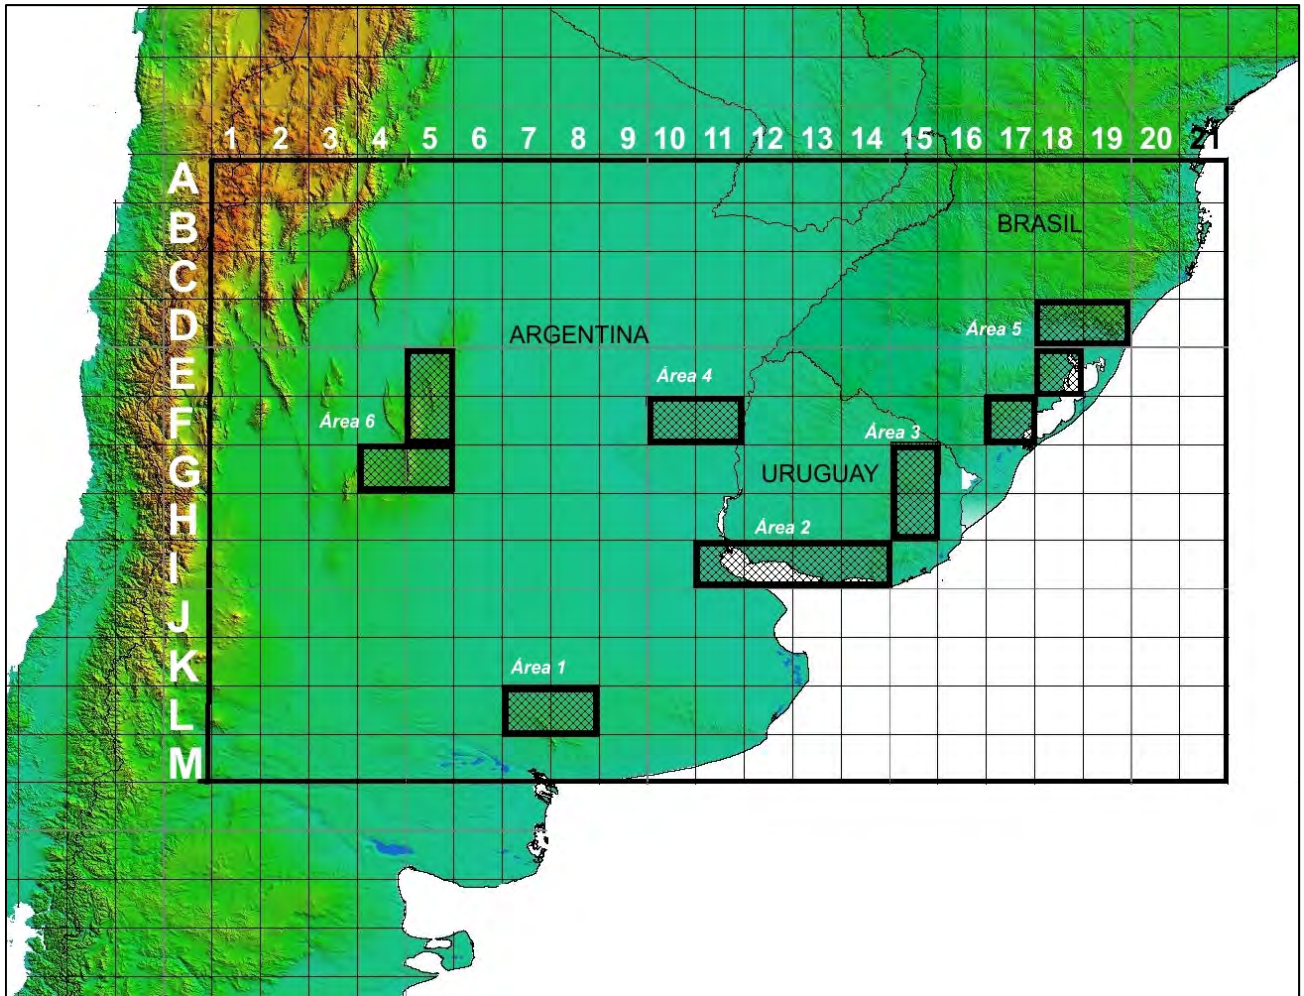 1 2 3 4 5 6 7 8 9 10 11 12 13 14 15 16 17 18 19 20 21
A
B
BRASIL
C
D
Área 5
ARGENTINA
E
Área 4
F
Área 6
Área 3
G
URUGUAY
H
Área 2
I
J
K
Área 1
L
M